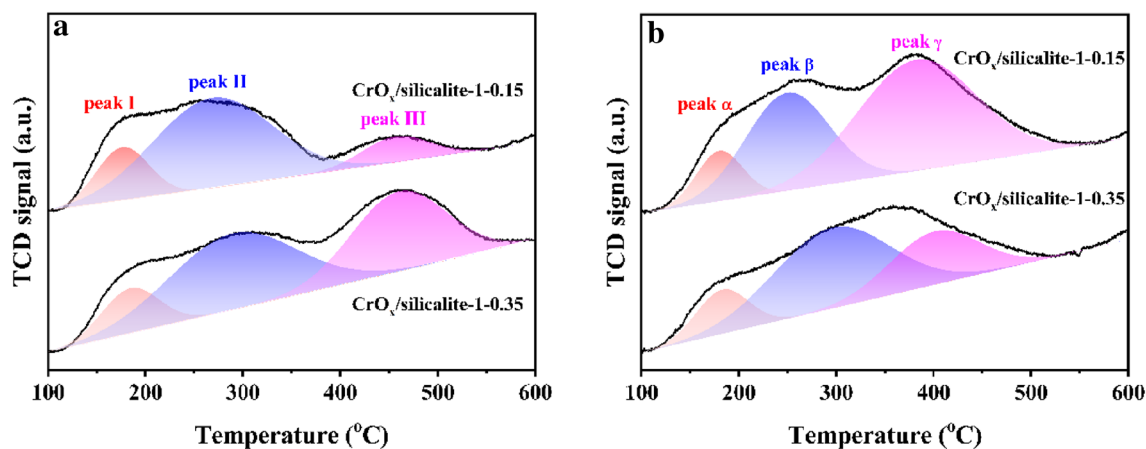 a
CrOₓ/silicalite-1-0.15
peak I
peak II
peak III
CrOₓ/silicalite-1-0.35
TCD signal (a.u.)
100 200 300 400 500 600
Temperature (°C)
b
CrOₓ/silicalite-1-0.15
peak α
peak β
peak γ
CrOₓ/silicalite-1-0.35
TCD signal (a.u.)
100 200 300 400 500 600
Temperature (°C)